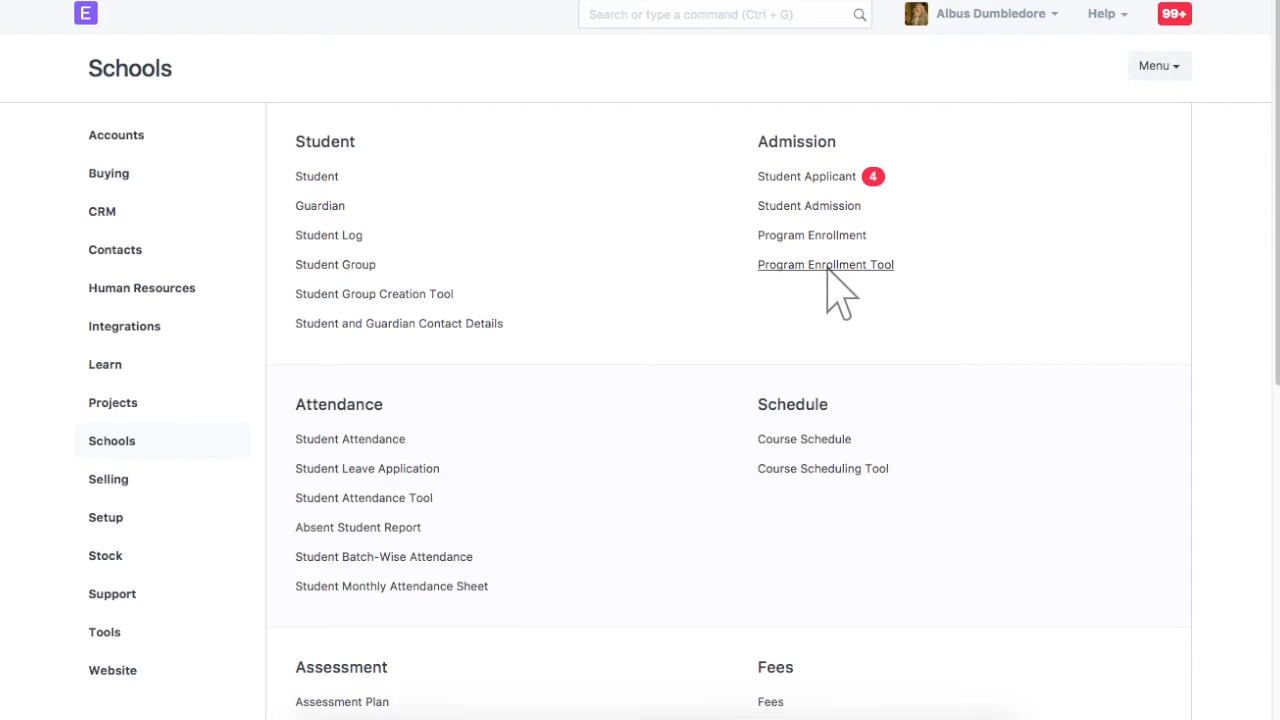 E
Search or type a command (Ctrl + G)
Albus Dumbledore
Help
99+
Schools
Menu
Accounts
Buying
CRM
Contacts
Human Resources
Integrations
Learn
Projects
Schools
Selling
Setup
Stock
Support
Tools
Website
Student
Student
Guardian
Student Log
Student Group
Student Group Creation Tool
Student and Guardian Contact Details
Admission
Student Applicant 4
Student Admission
Program Enrollment
Program Enrollment Tool
Attendance
Student Attendance
Student Leave Application
Student Attendance Tool
Absent Student Report
Student Batch-Wise Attendance
Student Monthly Attendance Sheet
Schedule
Course Schedule
Course Scheduling Tool
Assessment
Assessment Plan
Fees
Fees